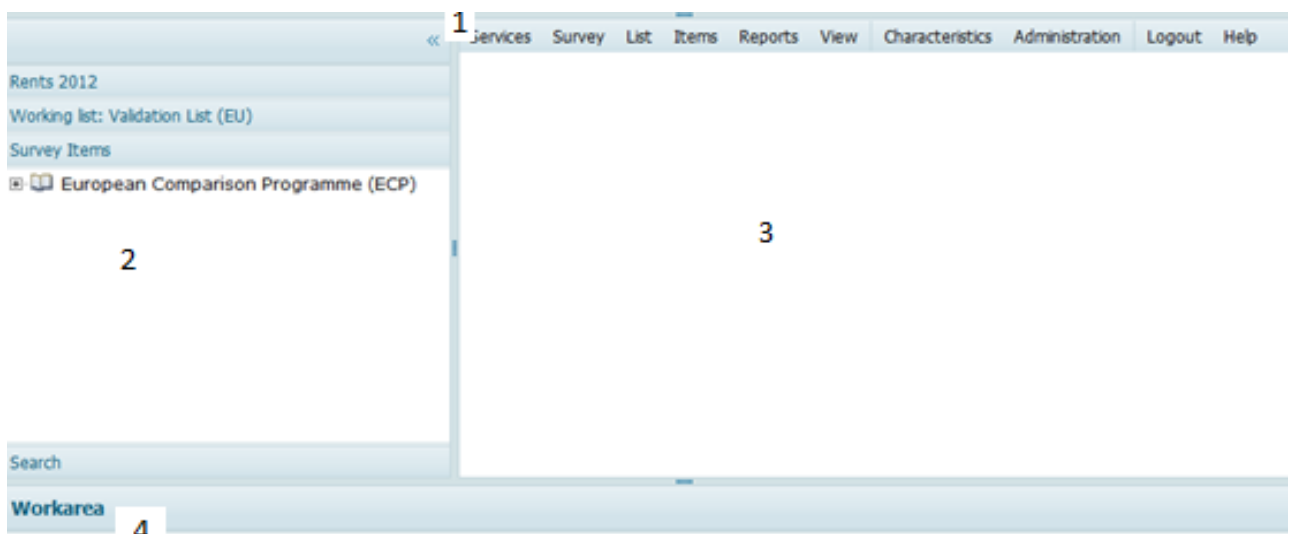 « 1 Services Survey List Items Reports View Characteristics Administration Logout Help
Rents 2012
Working list: Validation List (EU)
Survey Items
European Comparison Programme (ECP)
2
3
Search
Workarea
4